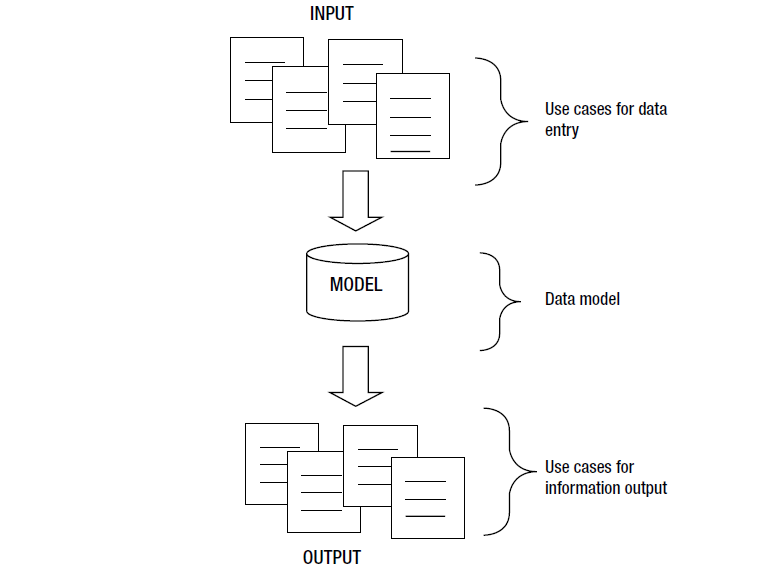 INPUT
Use cases for data
entry
MODEL
Data model
Use cases for
information output
OUTPUT